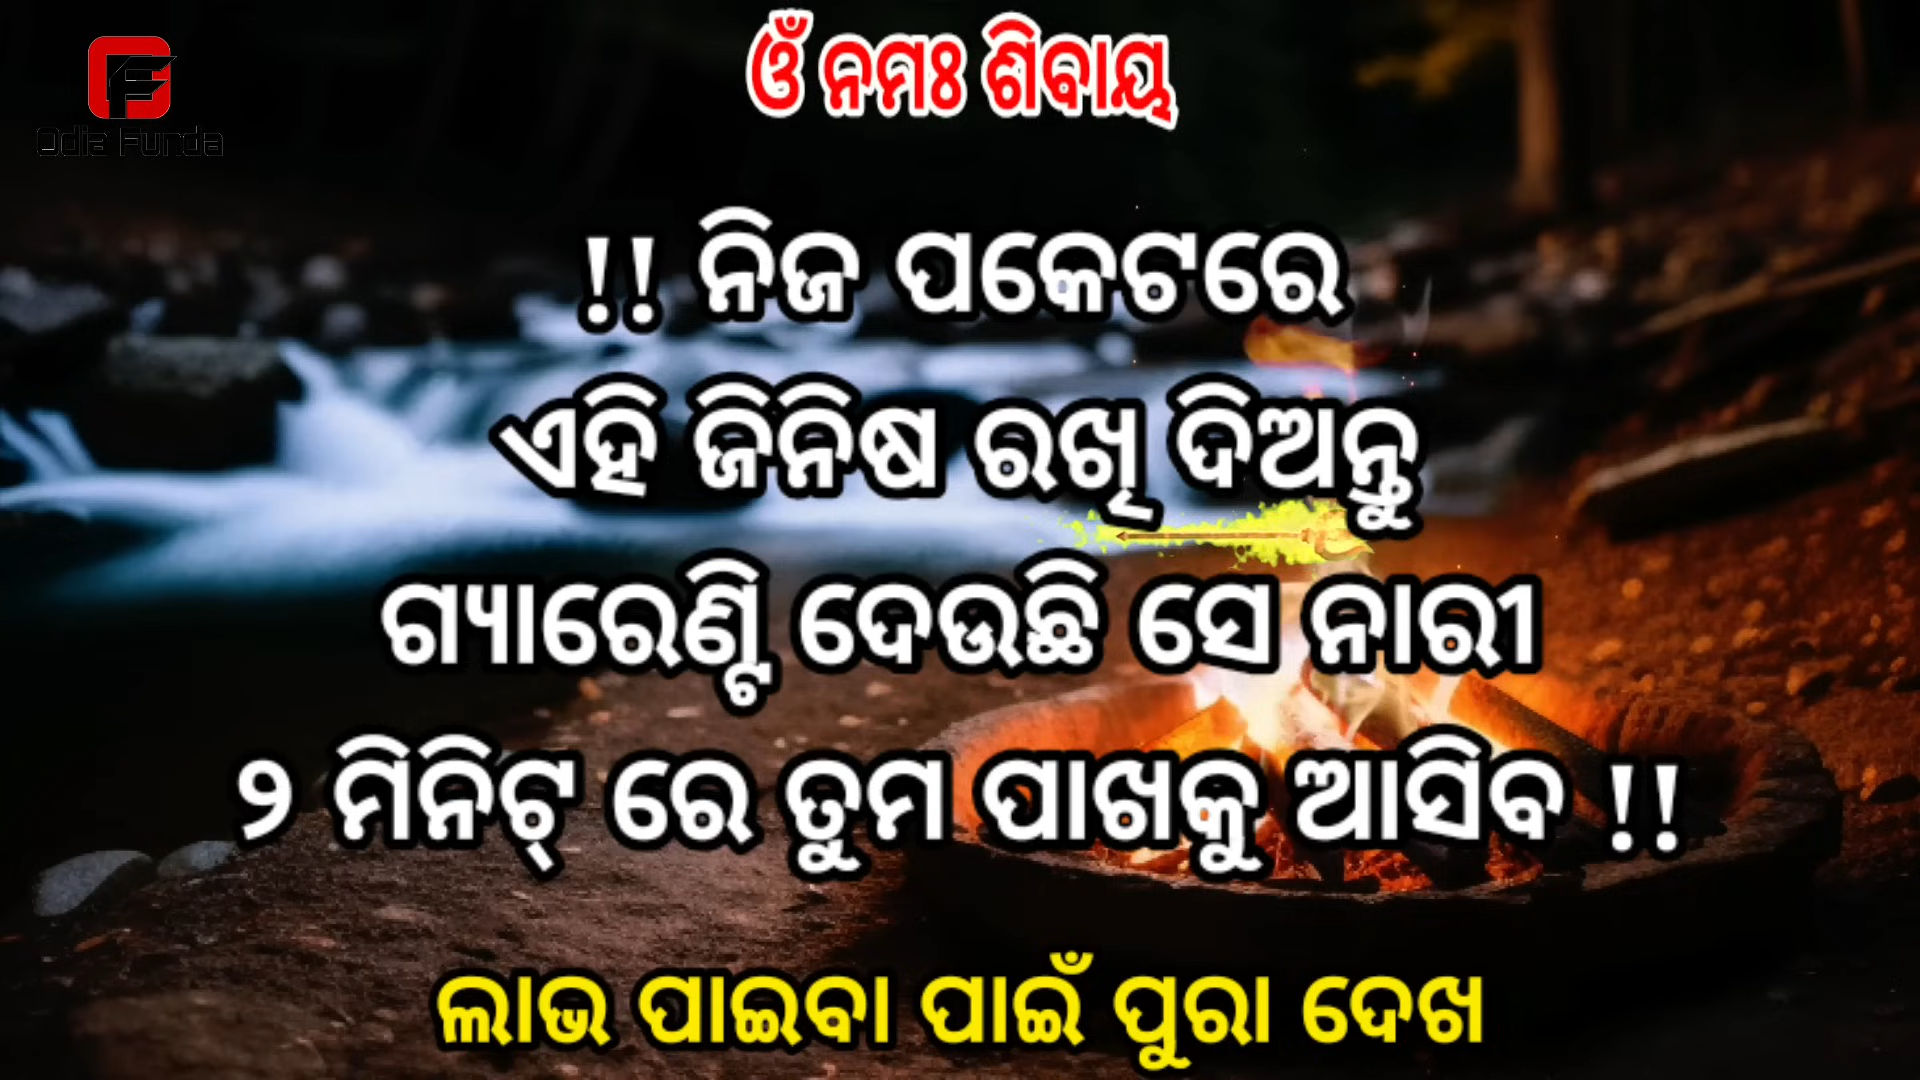 ଓଁ ନମଃ ଶିବାୟ
Odia Funda
!! ନିଜ ପକେଟରେ
ଏହି ଜିନିଷ ରଖି ଦିଅନ୍ତୁ
ଗ୍ୟାରେଣ୍ଟି ଦେଉଛି ସେ ନାରୀ
୨ ମିନିଟ୍ ରେ ତୁମ ପାଖକୁ ଆସିବ !!
ଲାଭ ପାଇବା ପାଇଁ ପୁରା ଦେଖ